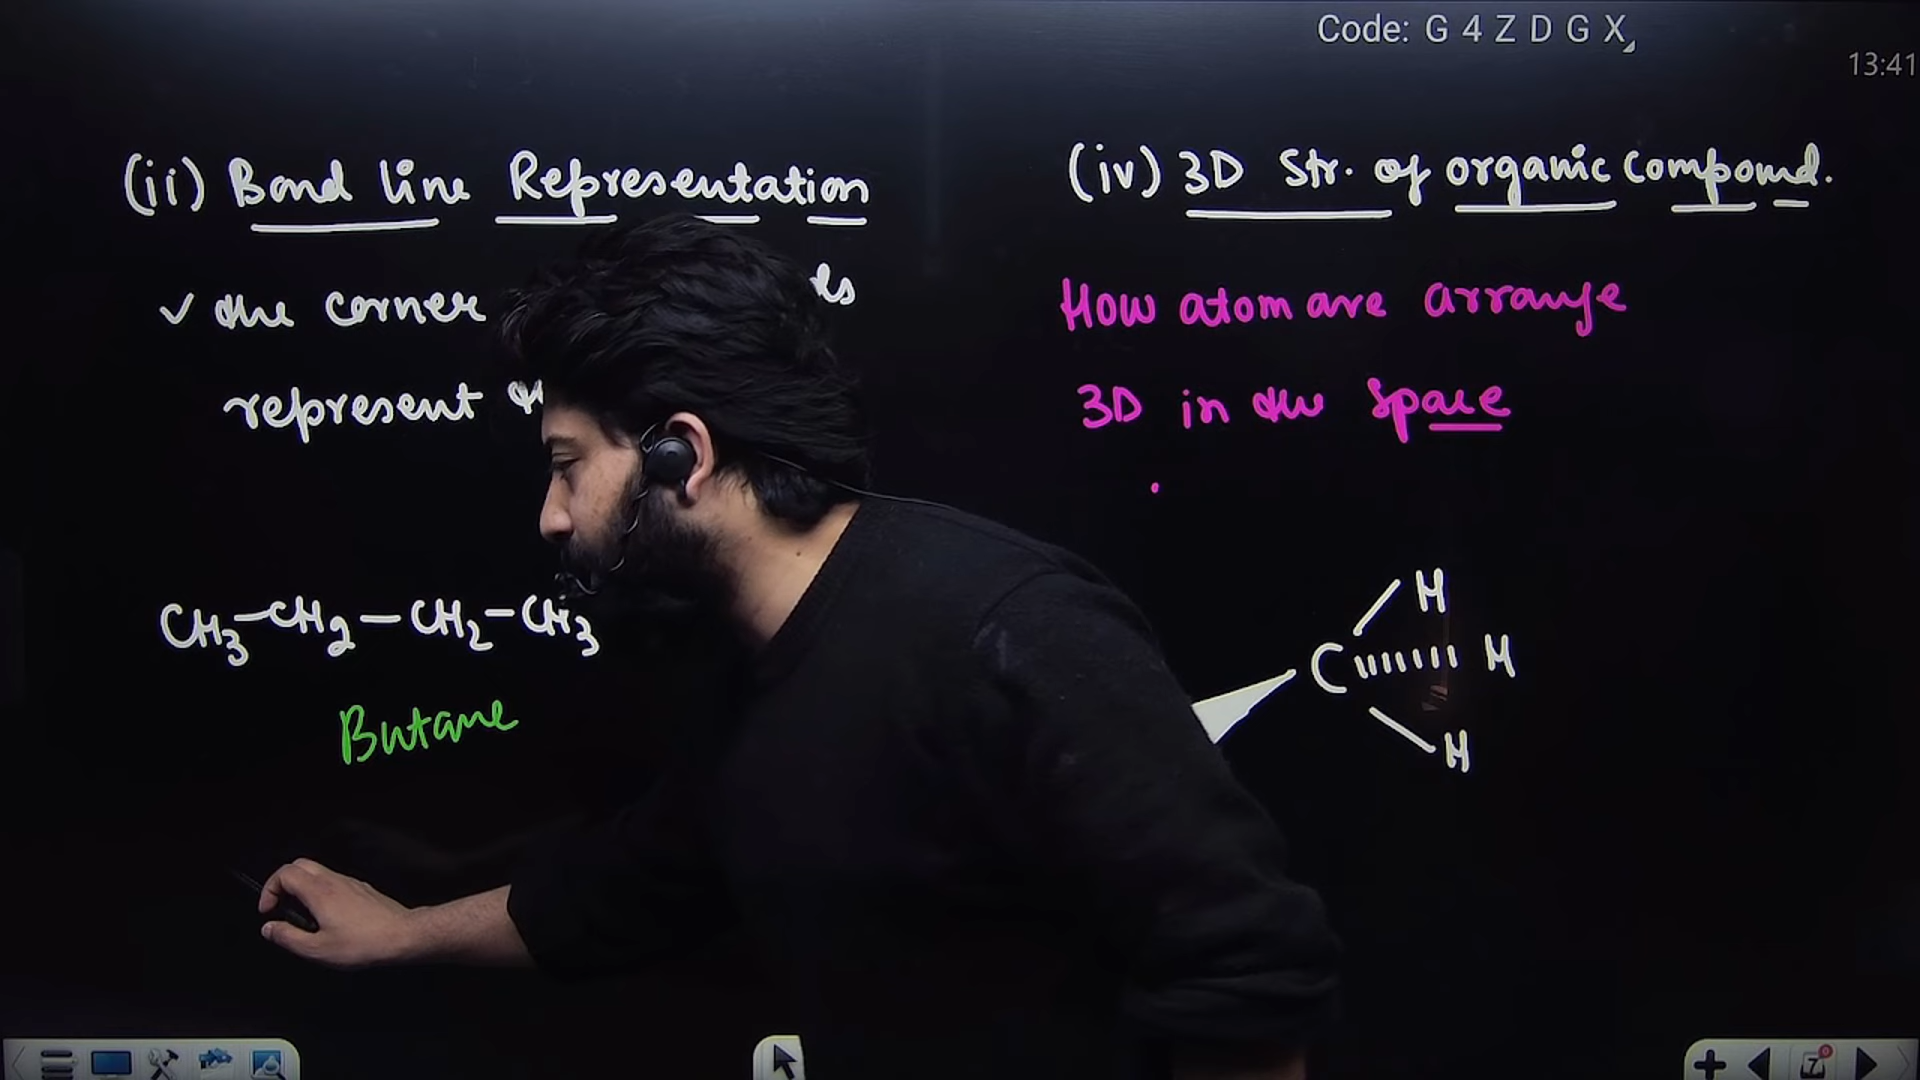 Code: G 4 Z D G X
13:41
(ii) Bond line Representation
✓ the corner
represent
CH3-CH2-CH2-CH3
Butane
(iv) 3D Str. of organic compound.
How atom are arrange
3D in the space
H
C H
H
7